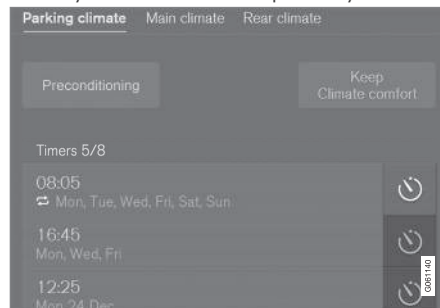 Parking climate Main climate Rear climate
Preconditioning
Keep
Climate comfort
Timers 5/8
08:05
Mon, Tue, Wed, Fri, Sat, Sun
16:45
Mon, Wed, Fri
12:25
Mon 24 Dec
G061140